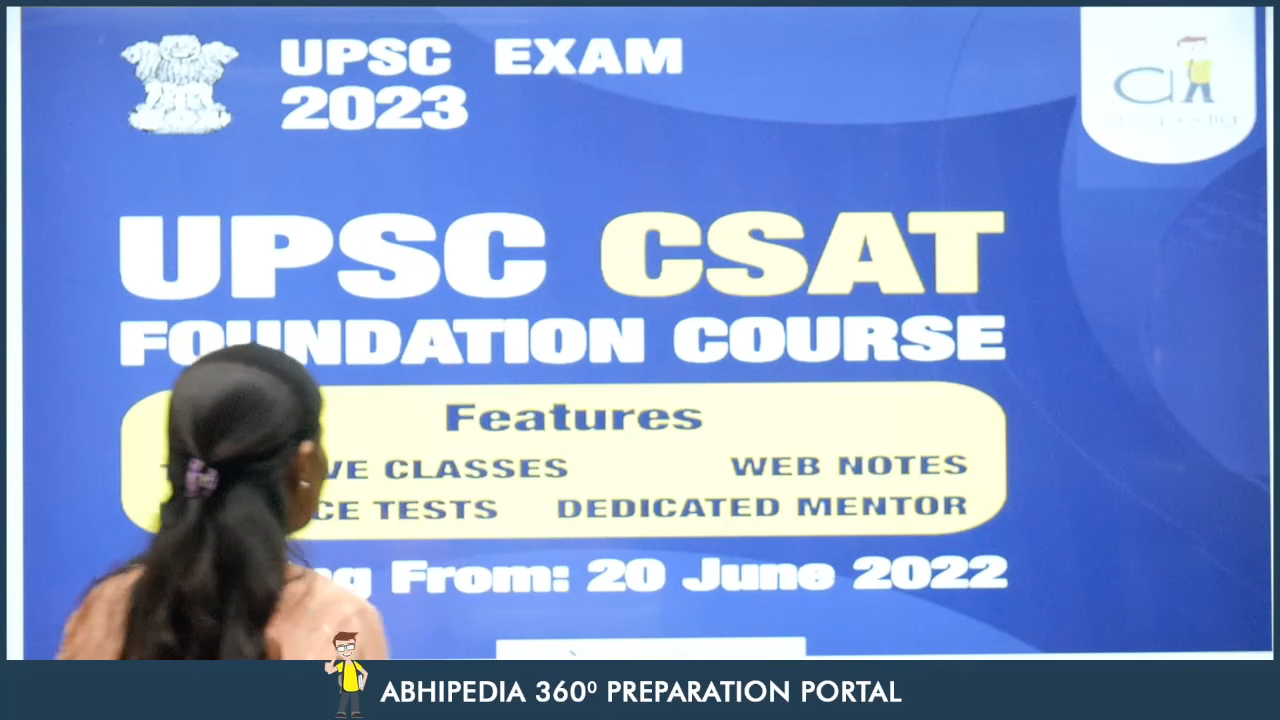 UPSC EXAM
2023
UPSC CSAT
FOUNDATION COURSE
Features
VE CLASSES WEB NOTES
CE TESTS DEDICATED MENTOR
g From: 20 June 2022
ABHIPEDIA 360⁰ PREPARATION PORTAL